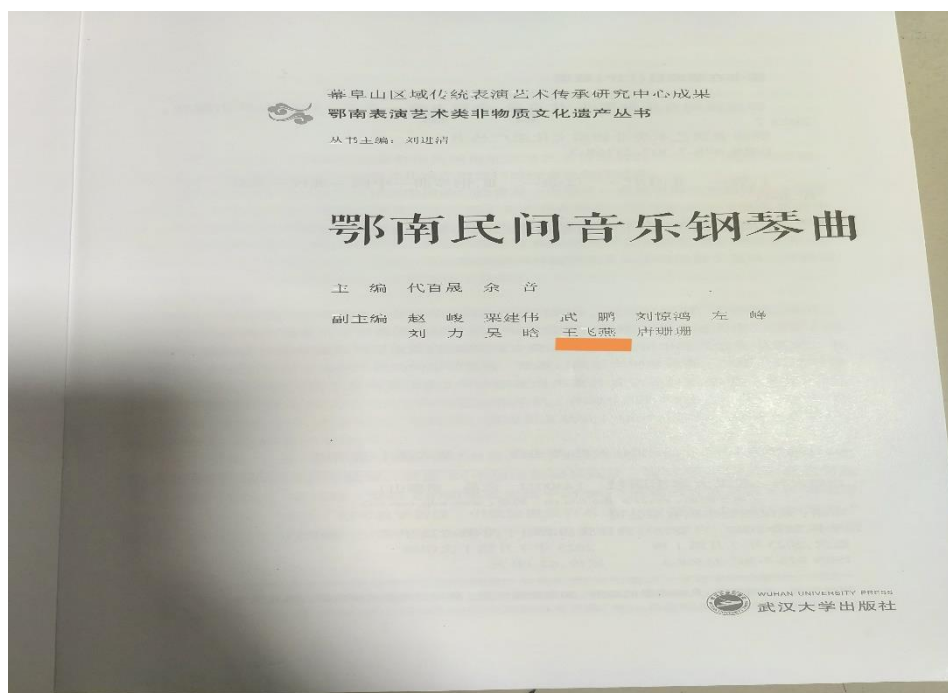 幕阜山区域传统表演艺术传承研究中心成果
鄂南表演艺术类非物质文化遗产丛书
丛书主编：刘进清
鄂南民间音乐钢琴曲
主 编 代百晟 余 音
副主编 赵 峻 栗建伟 武 鹏 刘惊鸿 左 峰
刘 力 吴 晗 王飞燕 唐珊珊
WUHAN UNIVERSITY PRESS
武汉大学出版社